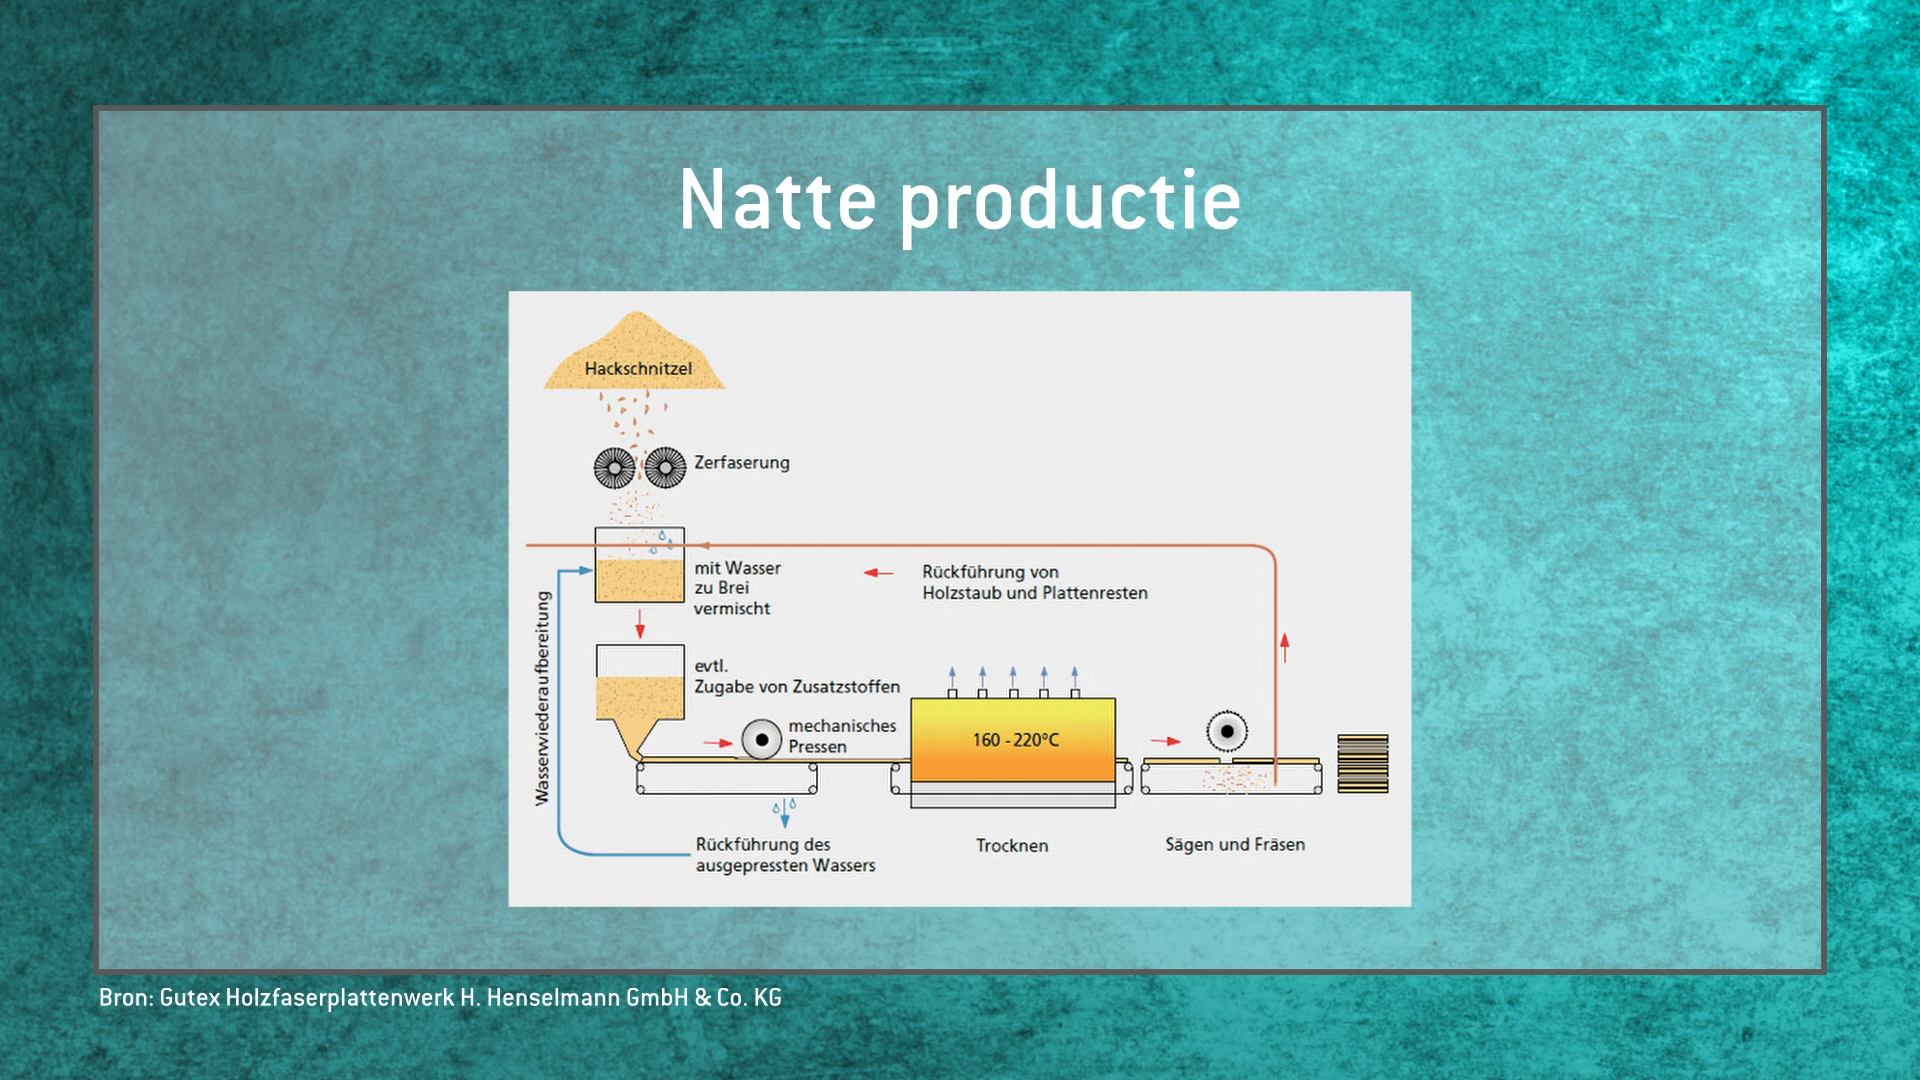 Natte productie
Hackschnitzel
Zerfaserung
mit Wasser
zu Brei
vermischt
Rückführung von
Holzstaub und Plattenresten
Wasserwiederaufbereitung
evtl.
Zugabe von Zusatzstoffen
mechanisches
Pressen
160 - 220°C
Rückführung des
ausgepressten Wassers
Trocknen
Sägen und Fräsen
Bron: Gutex Holzfaserplattenwerk H. Henselmann GmbH & Co. KG